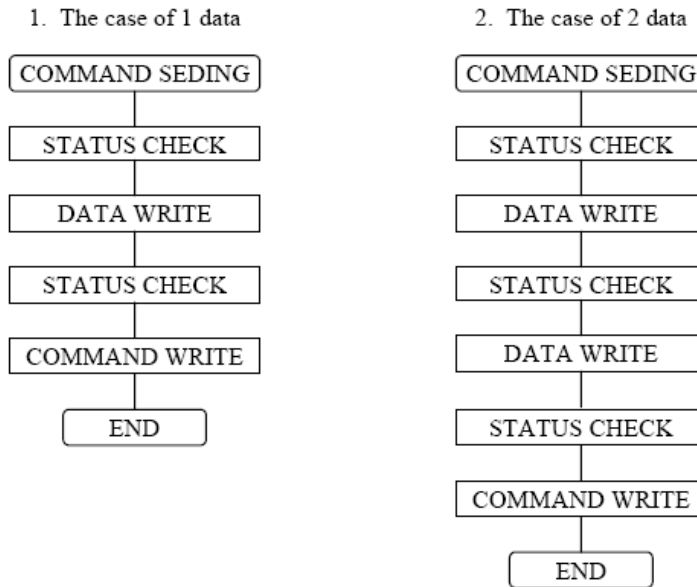 1. The case of 1 data
COMMAND SEDING
STATUS CHECK
DATA WRITE
STATUS CHECK
COMMAND WRITE
END
2. The case of 2 data
COMMAND SEDING
STATUS CHECK
DATA WRITE
STATUS CHECK
DATA WRITE
STATUS CHECK
COMMAND WRITE
END